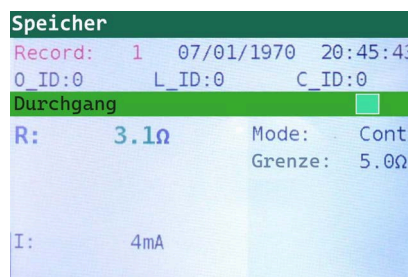 Speicher
Record: 1 07/01/1970 20:45:43
O_ID:0 L_ID:0 C_ID:0
Durchgang
R: 3.1Ω Mode: Cont
Grenze: 5.0Ω
I: 4mA